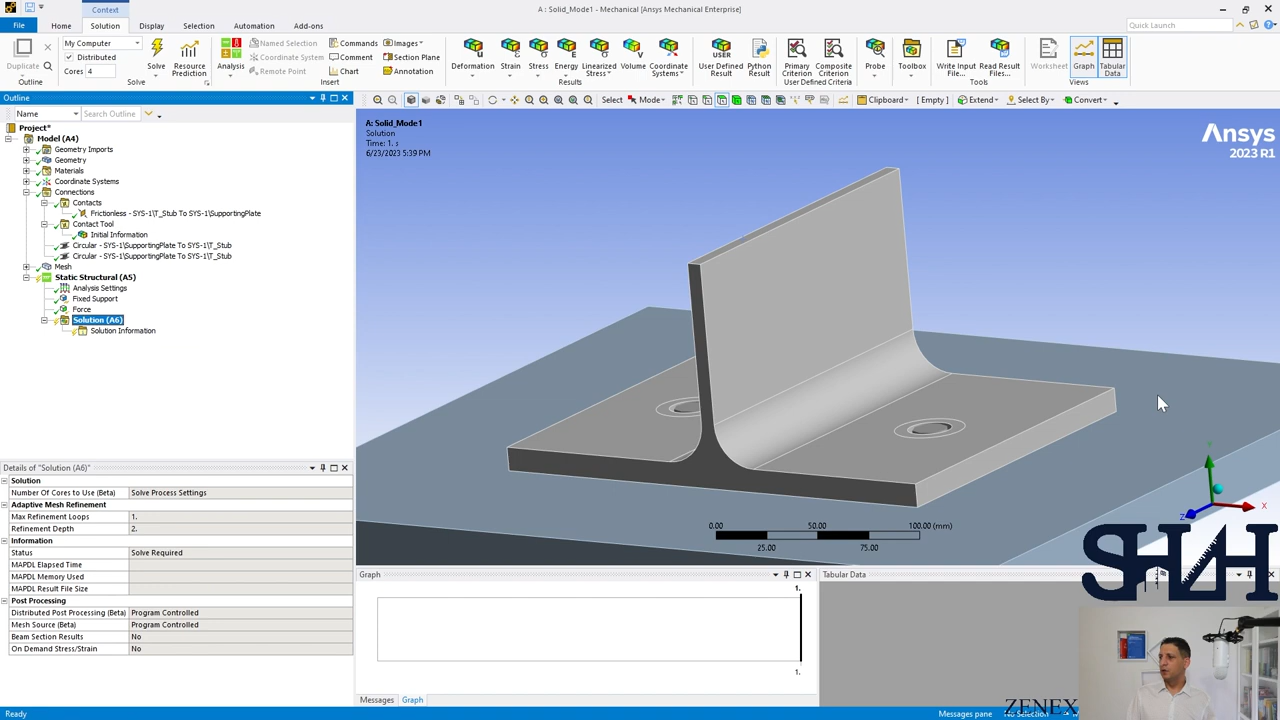 A : Solid_Mode1 - Mechanical [Ansys Mechanical Enterprise]
Context
File Home Solution Display Selection Automation Add-ons
Quick Launch
Duplicate
Outline
My Computer
Distributed
Cores 4
Solve
Resource Prediction
Solve
Analysis
Named Selection
Coordinate System
Remote Point
Commands
Comment
Chart
Images
Section Plane
Annotation
Insert
Deformation Strain Stress Energy Linearized Stress Volume Coordinate Systems
Results
User Defined Result
Python Result
Primary Criterion
Composite Criterion
User Defined Criteria
Probe
Toolbox
Write Input File...
Read Result Files...
Tools
Worksheet
Graph
Tabular Data
Views
Outline
Name
Search Outline
Select Mode Clipboard [ Empty ] Extend Select By Convert
Project*
Model (A4)
Geometry Imports
Geometry
Materials
Coordinate Systems
Connections
Contacts
Frictionless - SYS-1\T_Stub To SYS-1\SupportingPlate
Contact Tool
Initial Information
Circular - SYS-1\SupportingPlate To SYS-1\T_Stub
Circular - SYS-1\SupportingPlate To SYS-1\T_Stub
Mesh
Static Structural (A5)
Analysis Settings
Fixed Support
Force
Solution (A6)
Solution Information
A: Solid_Mode1
Solution
Time: 1. s
6/23/2023 5:39 PM
Ansys
2023 R1
Y
X
Z
0.00 50.00 100.00 (mm)
25.00 75.00
Details of "Solution (A6)"
Solution
Number Of Cores to Use (Beta) Solve Process Settings
Adaptive Mesh Refinement
Max Refinement Loops 1.
Refinement Depth 2.
Information
Status Solve Required
MAPDL Elapsed Time
MAPDL Memory Used
MAPDL Result File Size
Post Processing
Distributed Post Processing (Beta) Program Controlled
Mesh Source (Beta) Program Controlled
Beam Section Results No
On Demand Stress/Strain No
Graph
1.
1.
Messages Graph
Tabular Data
ZENEX
Ready
Messages pane
No Selection